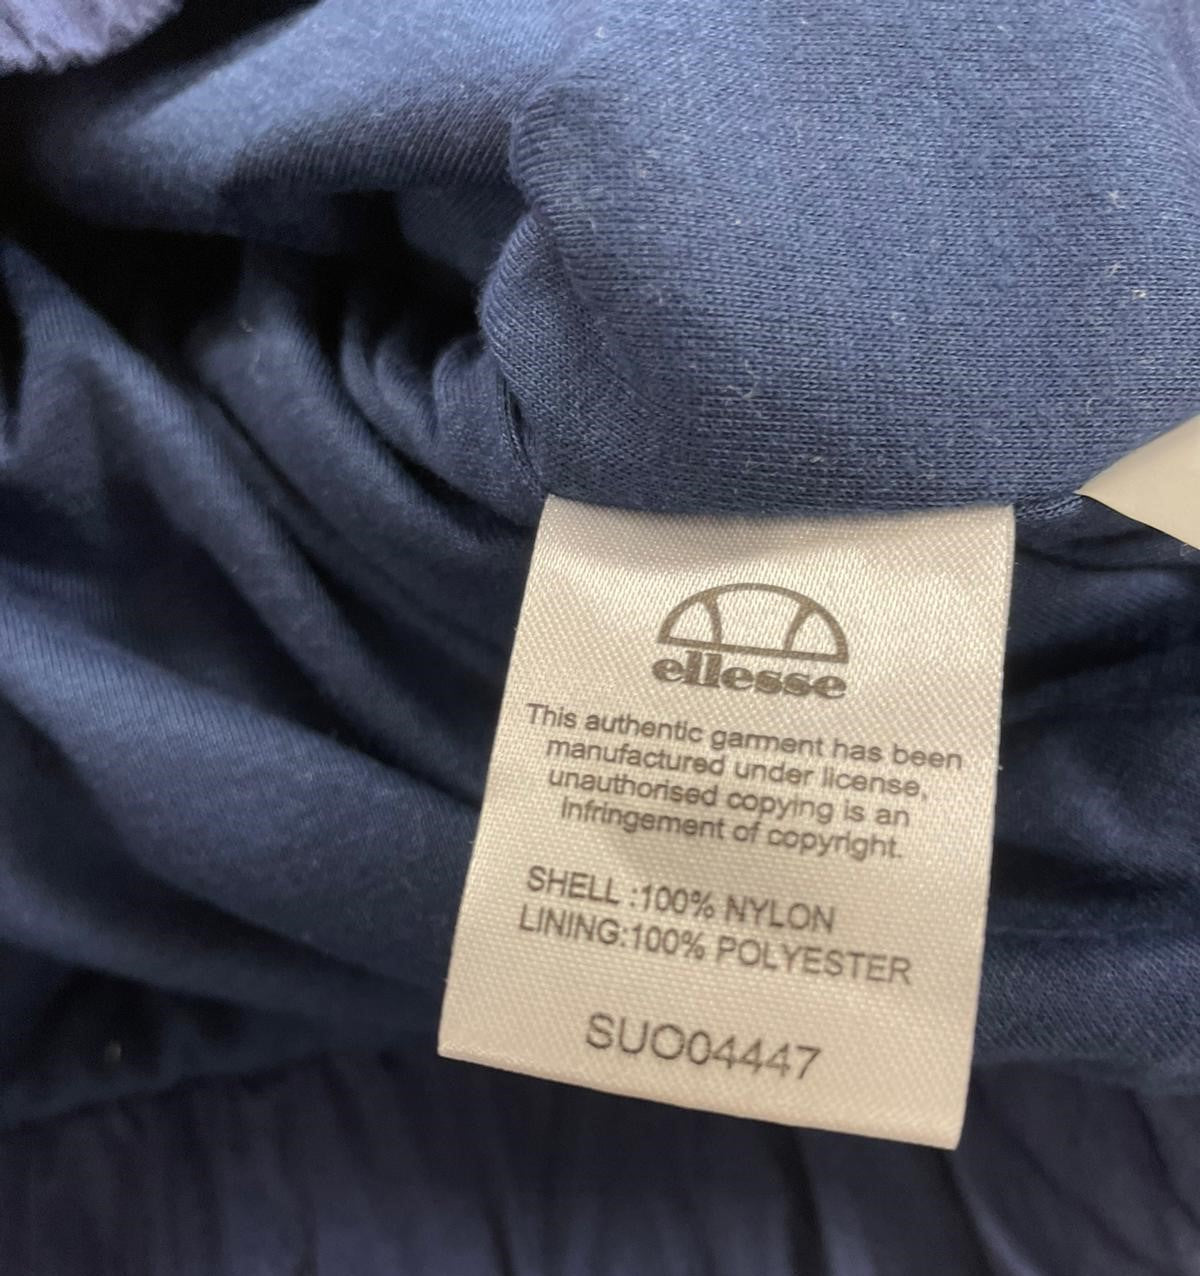 ellesse
This authentic garment has been
manufactured under license,
unauthorised copying is an
infringement of copyright.
SHELL :100% NYLON
LINING:100% POLYESTER
SUO04447